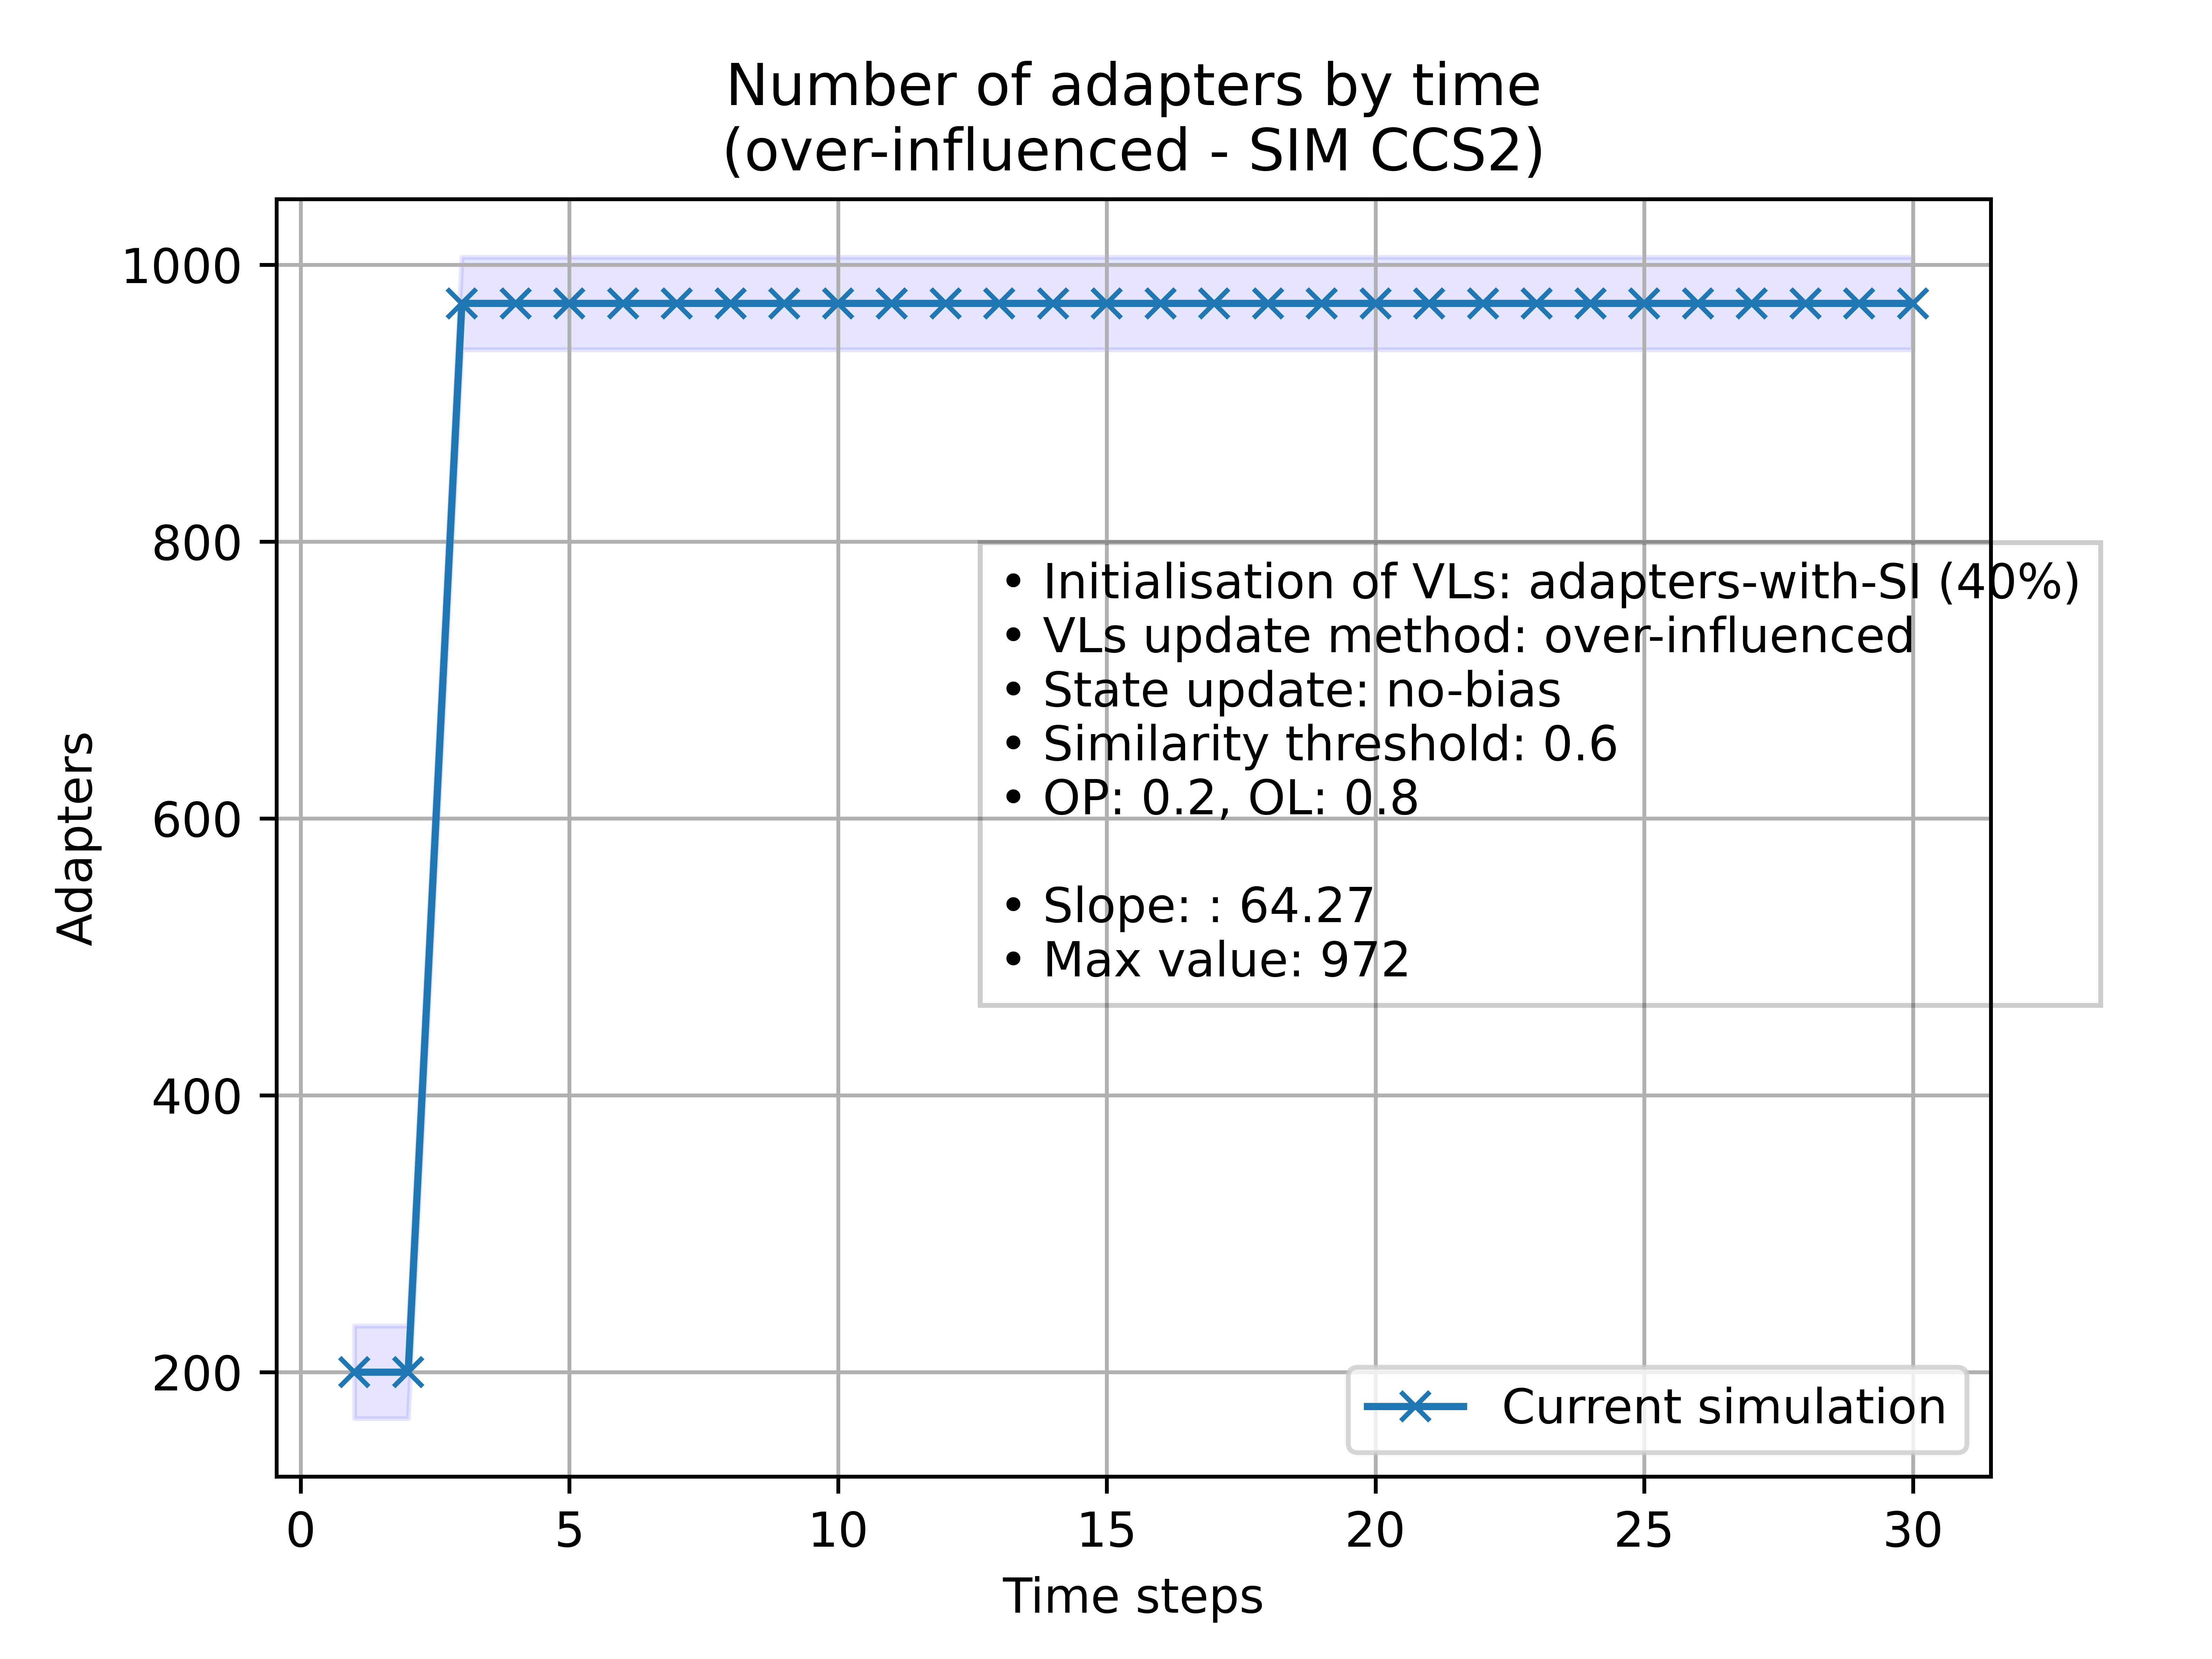 Number of adapters by time
(over-influenced - SIM CCS2)
1000
800
600
400
200
Adapters
• Initialisation of VLs: adapters-with-SI (40%)
• VLs update method: over-influenced
• State update: no-bias
• Similarity threshold: 0.6
• OP: 0.2, OL: 0.8
• Slope: : 64.27
• Max value: 972
Current simulation
0 5 10 15 20 25 30
Time steps